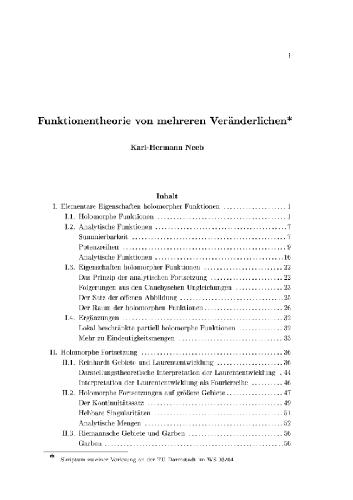 1
Funktionentheorie von mehreren Veränderlichen*
Karl-Hermann Neeb
Inhalt
I. Elementare Eigenschaften holomorpher Funktionen . . . . . . . . . . . . . . . . . . . . 1
I.1. Holomorphe Funktionen . . . . . . . . . . . . . . . . . . . . . . . . . . . . . . . . . . . . . . . . 1
I.2. Analytische Funktionen . . . . . . . . . . . . . . . . . . . . . . . . . . . . . . . . . . . . . . . . 7
Summierbarkeit . . . . . . . . . . . . . . . . . . . . . . . . . . . . . . . . . . . . . . . . . . . . . . . 7
Potenzreihen . . . . . . . . . . . . . . . . . . . . . . . . . . . . . . . . . . . . . . . . . . . . . . . . . . 9
Analytische Funktionen . . . . . . . . . . . . . . . . . . . . . . . . . . . . . . . . . . . . . . . 16
I.3. Eigenschaften holomorpher Funktionen . . . . . . . . . . . . . . . . . . . . . . . . . 22
Das Prinzip der analytischen Fortsetzung . . . . . . . . . . . . . . . . . . . . . . . . 22
Folgerungen aus den Cauchyschen Ungleichungen . . . . . . . . . . . . . . . 23
Der Satz der offenen Abbildung . . . . . . . . . . . . . . . . . . . . . . . . . . . . . . . . 25
Der Raum der holomorphen Funktionen . . . . . . . . . . . . . . . . . . . . . . . . . 26
I.4. Ergänzungen . . . . . . . . . . . . . . . . . . . . . . . . . . . . . . . . . . . . . . . . . . . . . . . . . 32
Lokal beschränkte partiell holomorphe Funktionen . . . . . . . . . . . . . . 32
Mehr zu Eindeutigkeitsmengen . . . . . . . . . . . . . . . . . . . . . . . . . . . . . . . . . 33
II. Holomorphe Fortsetzung . . . . . . . . . . . . . . . . . . . . . . . . . . . . . . . . . . . . . . . . . . . 36
II.1. Reinhardt Gebiete und Laurententwicklung . . . . . . . . . . . . . . . . . . . . . 36
Darstellungstheoretische Interpretation der Laurententwicklung . 44
Interpretation der Laurententwicklung als Fourierreihe . . . . . . . . . . 46
II.2. Holomorphe Fortsetzungen auf größere Gebiete . . . . . . . . . . . . . . . . . . 47
Der Kontinuitätssatz . . . . . . . . . . . . . . . . . . . . . . . . . . . . . . . . . . . . . . . . . . 49
Hebbare Singularitäten . . . . . . . . . . . . . . . . . . . . . . . . . . . . . . . . . . . . . . . . 51
Analytische Mengen . . . . . . . . . . . . . . . . . . . . . . . . . . . . . . . . . . . . . . . . . . . 52
II.3. Riemannsche Gebiete und Garben . . . . . . . . . . . . . . . . . . . . . . . . . . . . . . 56
Garben . . . . . . . . . . . . . . . . . . . . . . . . . . . . . . . . . . . . . . . . . . . . . . . . . . . . . . . 56
* Skriptum zu einer Vorlesung an der TU Darmstadt im WS 03/04